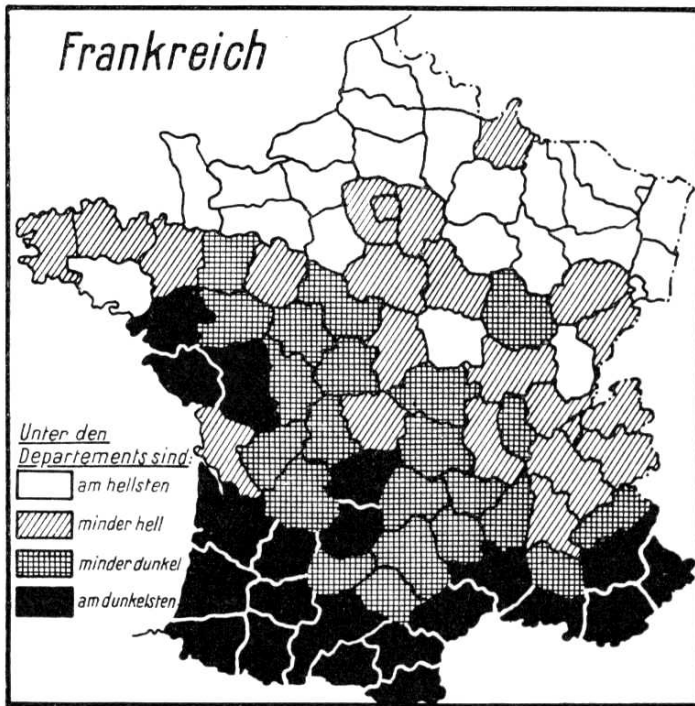 Frankreich
Unter den
Departements sind:
am hellsten
minder hell
minder dunkel
am dunkelsten